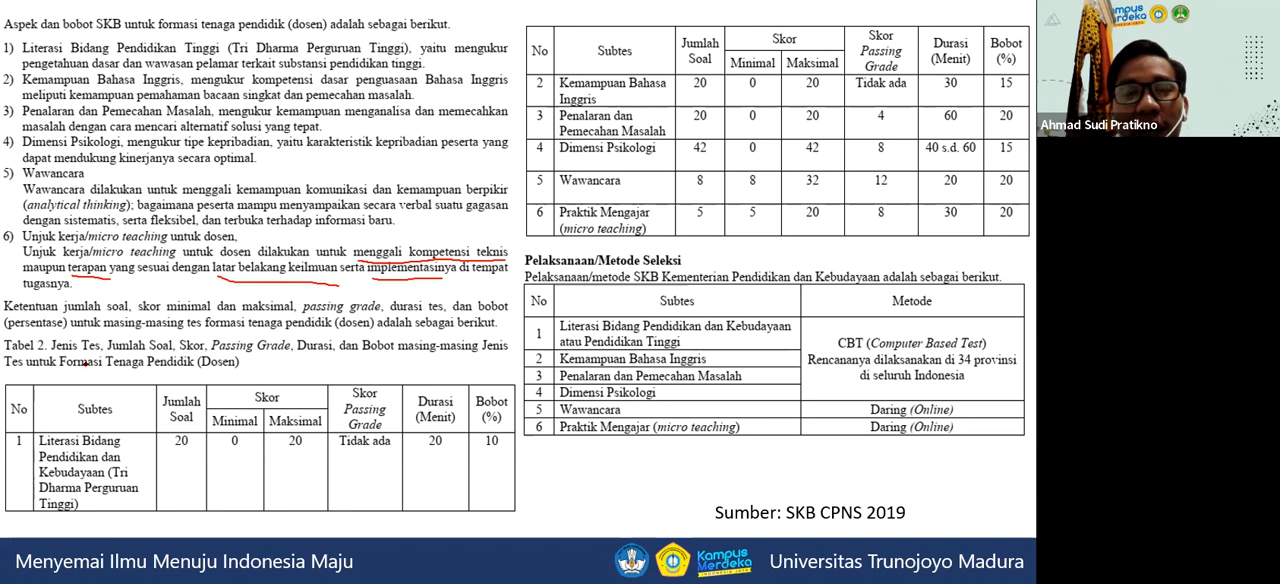 Aspek dan bobot SKB untuk formasi tenaga pendidik (dosen) adalah sebagai berikut.
1) Literasi Bidang Pendidikan Tinggi (Tri Dharma Perguruan Tinggi), yaitu mengukur
pengetahuan dasar dan wawasan pelamar terkait substansi pendidikan tinggi.
2) Kemampuan Bahasa Inggris, mengukur kompetensi dasar penguasaan Bahasa Inggris
meliputi kemampuan pemahaman bacaan singkat dan pemecahan masalah.
3) Penalaran dan Pemecahan Masalah, mengukur kemampuan menganalisa dan memecahkan
masalah dengan cara mencari alternatif solusi yang tepat.
4) Dimensi Psikologi, mengukur tipe kepribadian, yaitu karakteristik kepribadian peserta yang
dapat mendukung kinerjanya secara optimal.
5) Wawancara
Wawancara dilakukan untuk menggali kemampuan komunikasi dan kemampuan berpikir
(analytical thinking); bagaimana peserta mampu menyampaikan secara verbal suatu gagasan
dengan sistematis, serta fleksibel, dan terbuka terhadap informasi baru.
6) Unjuk kerja/micro teaching untuk dosen,
Unjuk kerja/micro teaching untuk dosen dilakukan untuk menggali kompetensi teknis
maupun terapan yang sesuai dengan latar belakang keilmuan serta implementasinya di tempat
tugasnya.
Ketentuan jumlah soal, skor minimal dan maksimal, passing grade, durasi tes, dan bobot
(persentase) untuk masing-masing tes formasi tenaga pendidik (dosen) adalah sebagai berikut.
Tabel 2. Jenis Tes, Jumlah Soal, Skor, Passing Grade, Durasi, dan Bobot masing-masing Jenis
Tes untuk Formasi Tenaga Pendidik (Dosen)
No Subtes Jumlah Soal Skor Minimal Maksimal Skor Passing Grade Durasi (Menit) Bobot (%)
1 Literasi Bidang 20 0 20 Tidak ada 20 10
Pendidikan dan
Kebudayaan (Tri
Dharma Perguruan
Tinggi)
No Subtes Jumlah Soal Skor Minimal Maksimal Skor Passing Grade Durasi (Menit) Bobot (%)
2 Kemampuan Bahasa 20 0 20 Tidak ada 30 15
Inggris
3 Penalaran dan 20 0 20 4 60 20
Pemecahan Masalah
4 Dimensi Psikologi 42 0 42 8 40 s.d. 60 15
5 Wawancara 8 8 32 12 20 20
6 Praktik Mengajar 5 5 20 8 30 20
(micro teaching)
Pelaksanaan/Metode Seleksi
Pelaksanaan/metode SKB Kementerian Pendidikan dan Kebudayaan adalah sebagai berikut.
No Subtes Metode
1 Literasi Bidang Pendidikan dan Kebudayaan
atau Pendidikan Tinggi
2 Kemampuan Bahasa Inggris
3 Penalaran dan Pemecahan Masalah
4 Dimensi Psikologi
CBT (Computer Based Test)
Rencananya dilaksanakan di 34 provinsi
di seluruh Indonesia
5 Wawancara Daring (Online)
6 Praktik Mengajar (micro teaching) Daring (Online)
Sumber: SKB CPNS 2019
Ahmad Sudi Pratikno
Menyemai Ilmu Menuju Indonesia Maju
Kampus
Merdeka
INDONESIA JAYA
Universitas Trunojoyo Madura